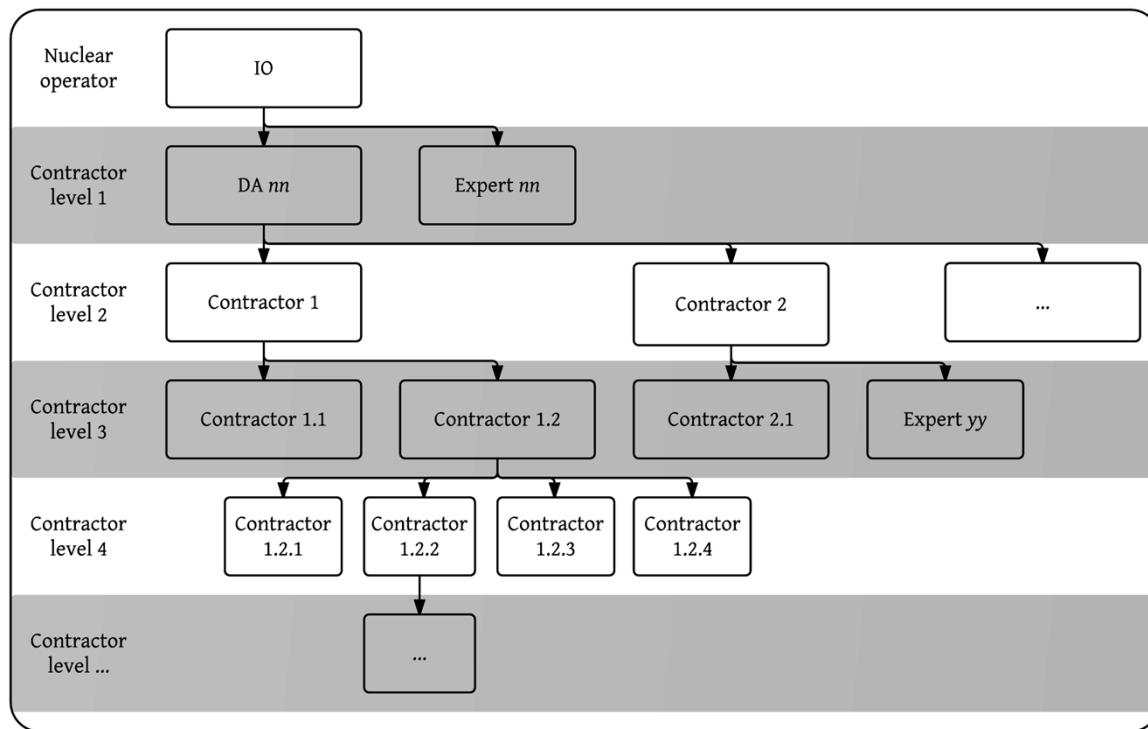 Nuclear
operator
IO
Contractor
level 1
DA nn
Expert nn
Contractor
level 2
Contractor 1
Contractor 2
...
Contractor
level 3
Contractor 1.1
Contractor 1.2
Contractor 2.1
Expert yy
Contractor
level 4
Contractor
1.2.1
Contractor
1.2.2
Contractor
1.2.3
Contractor
1.2.4
Contractor
level ...
...